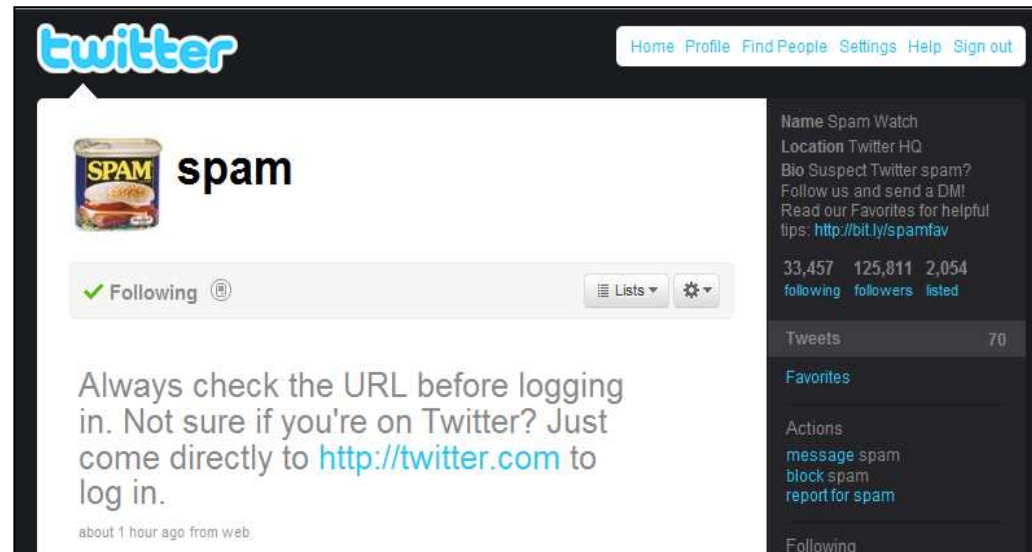 twitter
Home Profile Find People Settings Help Sign out
SPAM
spam
Following
Lists
Always check the URL before logging
in. Not sure if you're on Twitter? Just
come directly to http://twitter.com to
log in.
about 1 hour ago from web
Name Spam Watch
Location Twitter HQ
Bio Suspect Twitter spam?
Follow us and send a DM!
Read our Favorites for helpful
tips: http://bit.ly/spamfav
33,457 125,811 2,054
following followers listed
Tweets 70
Favorites
Actions
message spam
block spam
report for spam
Following